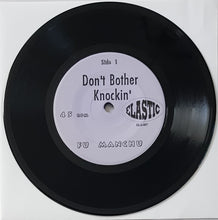 Side 1
Don't Bother
Knockin'
45 RPM
ELASTIC
FU MANCHU